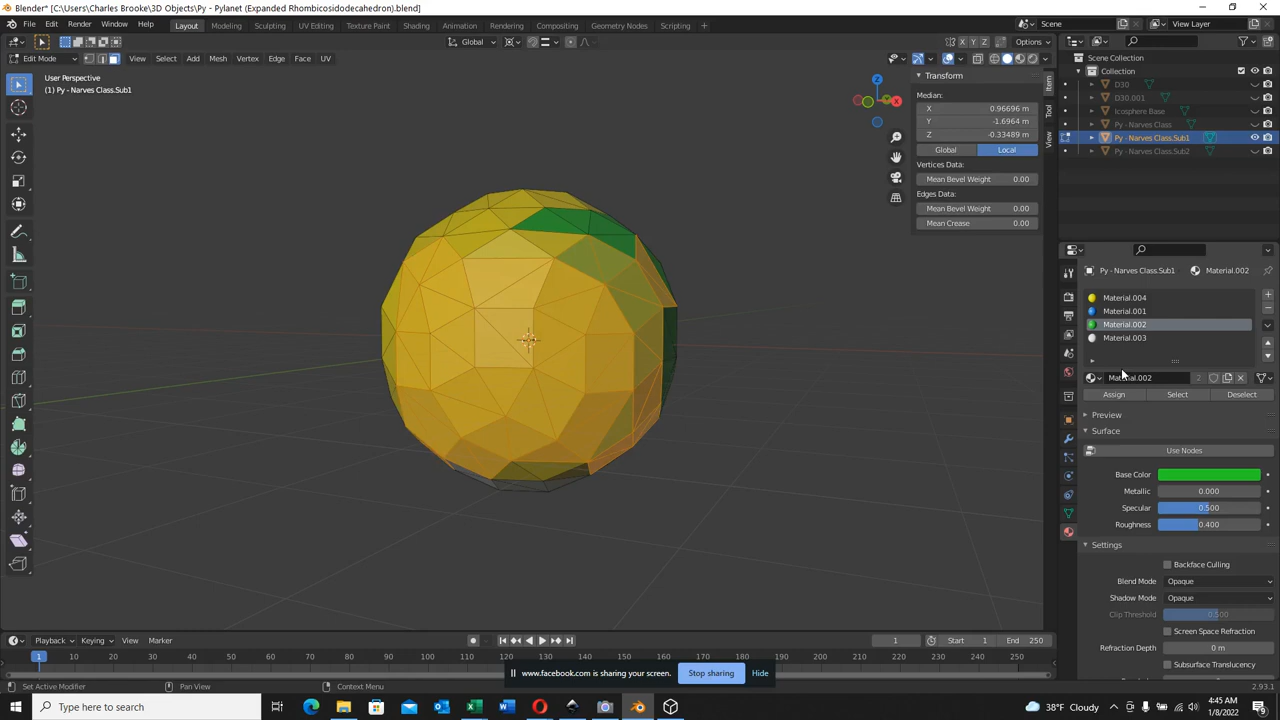 Blender* [C:\Users\Charles Brooke\3D Objects\Py - Pylanet (Expanded Rhombicosidodecahedron).blend]
File Edit Render Window Help Layout Modeling Sculpting UV Editing Texture Paint Shading Animation Rendering Compositing Geometry Nodes Scripting + Scene View Layer
Global X Y Z Options
Edit Mode View Select Add Mesh Vertex Edge Face UV
User Perspective
(1) Py - Narves Class.Sub1
Transform
Median:
X 0.96696 m
Y -1.6964 m
Z -0.33489 m
Global Local
Vertices Data:
Mean Bevel Weight 0.00
Edges Data:
Mean Bevel Weight 0.00
Mean Crease 0.00
Item
Tool
View
Z
X
Scene Collection
Collection
D30
D30.001
Icosphere Base
Py - Narves Class
Py - Narves Class.Sub1
Py - Narves Class.Sub2
Py - Narves Class.Sub1 Material.002
Material.004
Material.001
Material.002
Material.003
Material.002 2
Assign Select Deselect
Preview
Surface
Use Nodes
Base Color
Metallic 0.000
Specular 0.500
Roughness 0.400
Settings
Backface Culling
Blend Mode Opaque
Shadow Mode Opaque
Clip Threshold 0.500
Screen Space Refraction
Refraction Depth 0 m
Subsurface Translucency
Playback Keying View Marker 1 Start 1 End 250
1 10 20 30 40 50 60 70 80 90 100 110 120 130 140 150 160 170 180 190 200 210 220 230 240 250
www.facebook.com is sharing your screen. Stop sharing Hide
Set Active Modifier Pan View Context Menu 2.93.1
Type here to search
38°F Cloudy
4:45 AM
1/8/2022